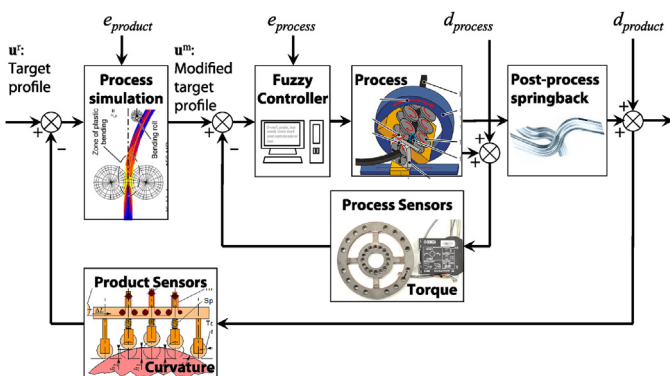 e_product
e_process
d_process
d_product
u^r:
Target
profile
Process
simulation
u^m:
Modified
target
profile
Fuzzy
Controller
Process
Post-process
springback
Zone of plastic
bending
Bending roll
+
−
+
−
+
+
+
+
Process Sensors
Torque
Product Sensors
Sp
Curvature